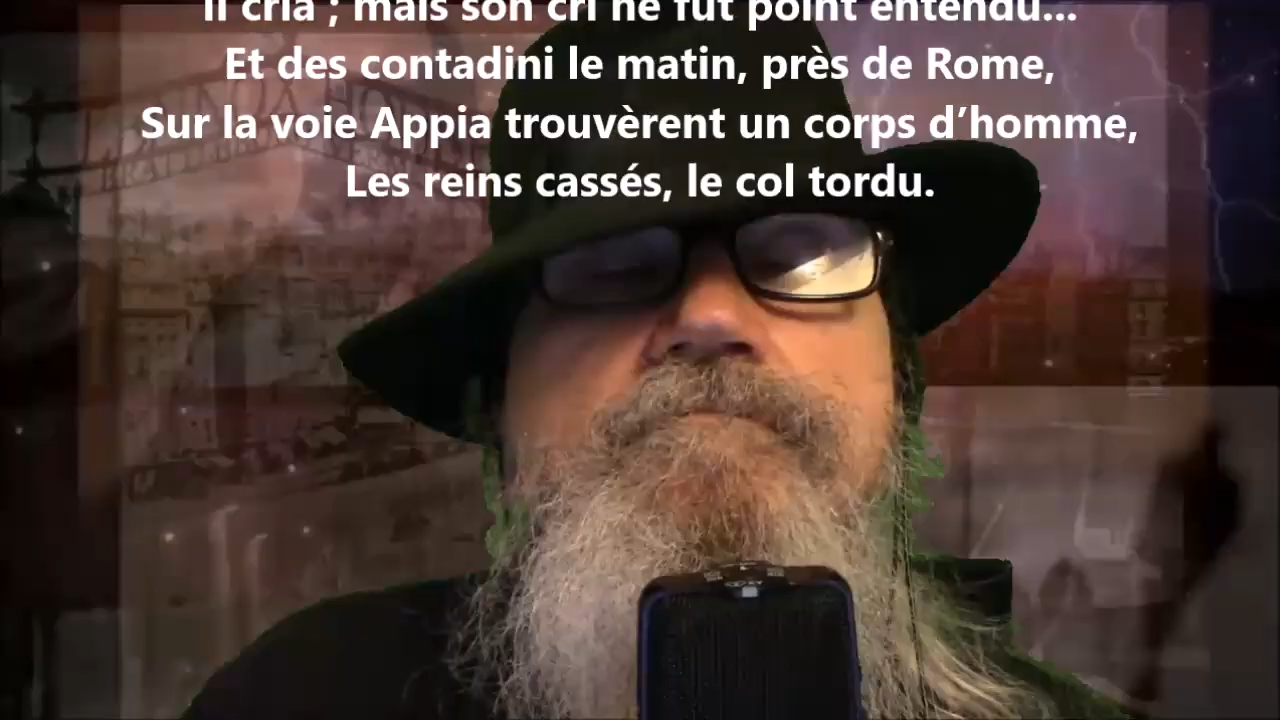 Il cria ; mais son cri ne fut point entendu...
Et des contadini le matin, près de Rome,
Sur la voie Appia trouvèrent un corps d’homme,
Les reins cassés, le col tordu.